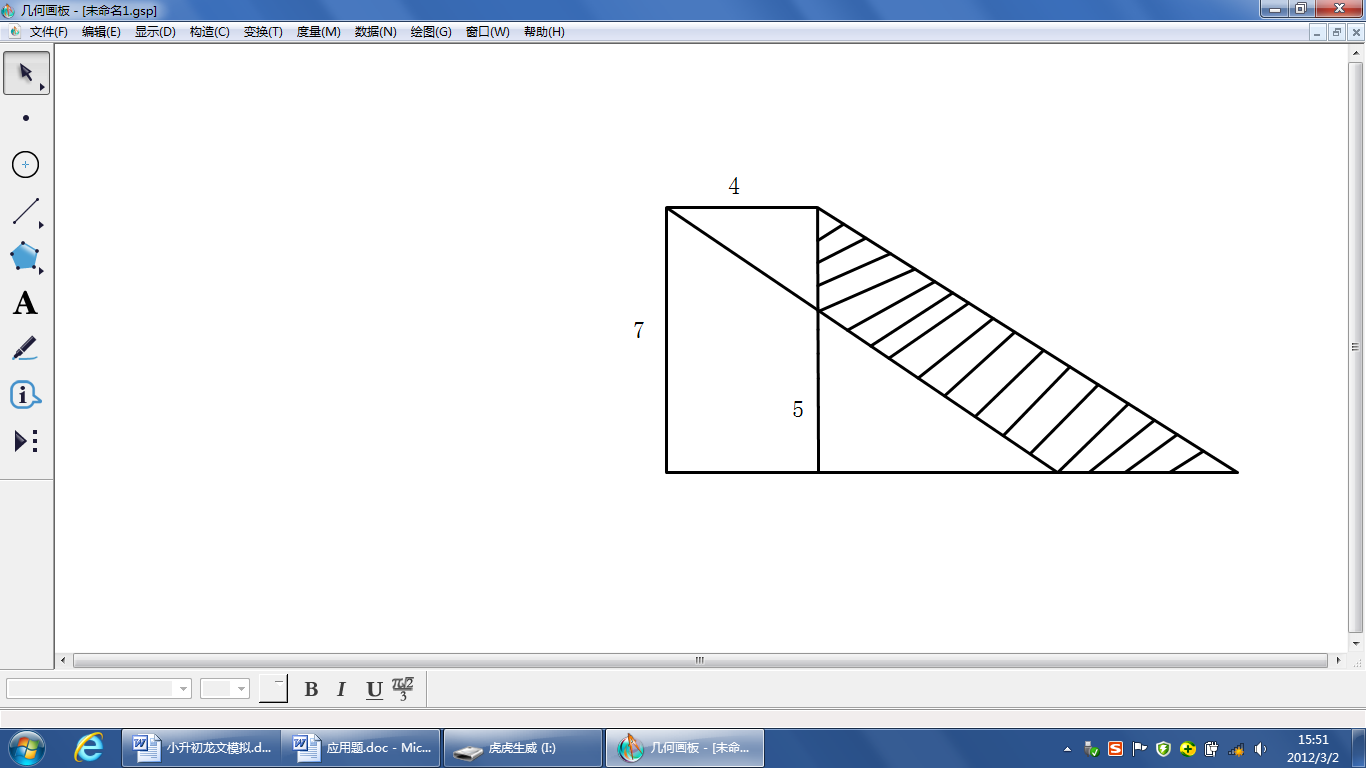 几何画板 - [未命名1.gsp]
文件(F) 编辑(E) 显示(D) 构造(C) 变换(T) 度量(M) 数据(N) 绘图(G) 窗口(W) 帮助(H)
4
7
5
A
B I U
小升初龙文模拟.d... 应用题.doc - Mic... 虎虎生威 (I:) 几何画板 - [未命...
15:51
2012/3/2